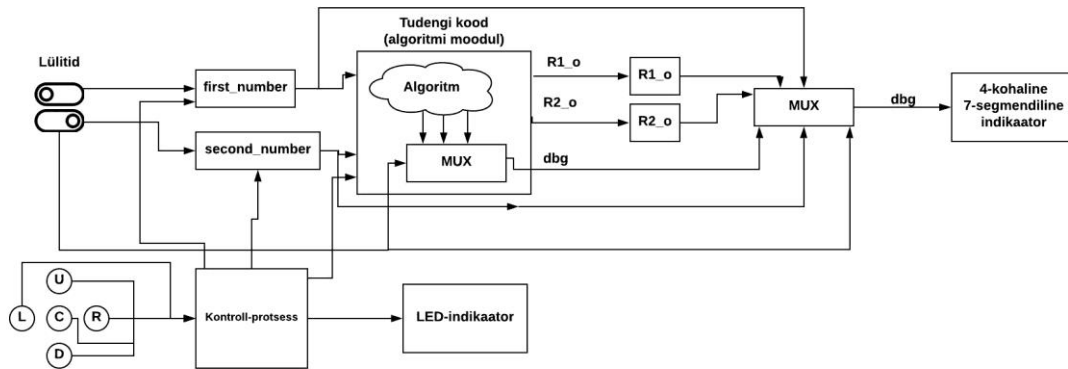 Tudengi kood
(algoritmi moodul)
Lülitid
first_number
second_number
Algoritm
MUX
dbg
R1_o
R2_o
R1_o
R2_o
MUX
dbg
4-kohaline
7-segmendiline
indikaator
U
L
C
R
D
Kontroll-protsess
LED-indikaator